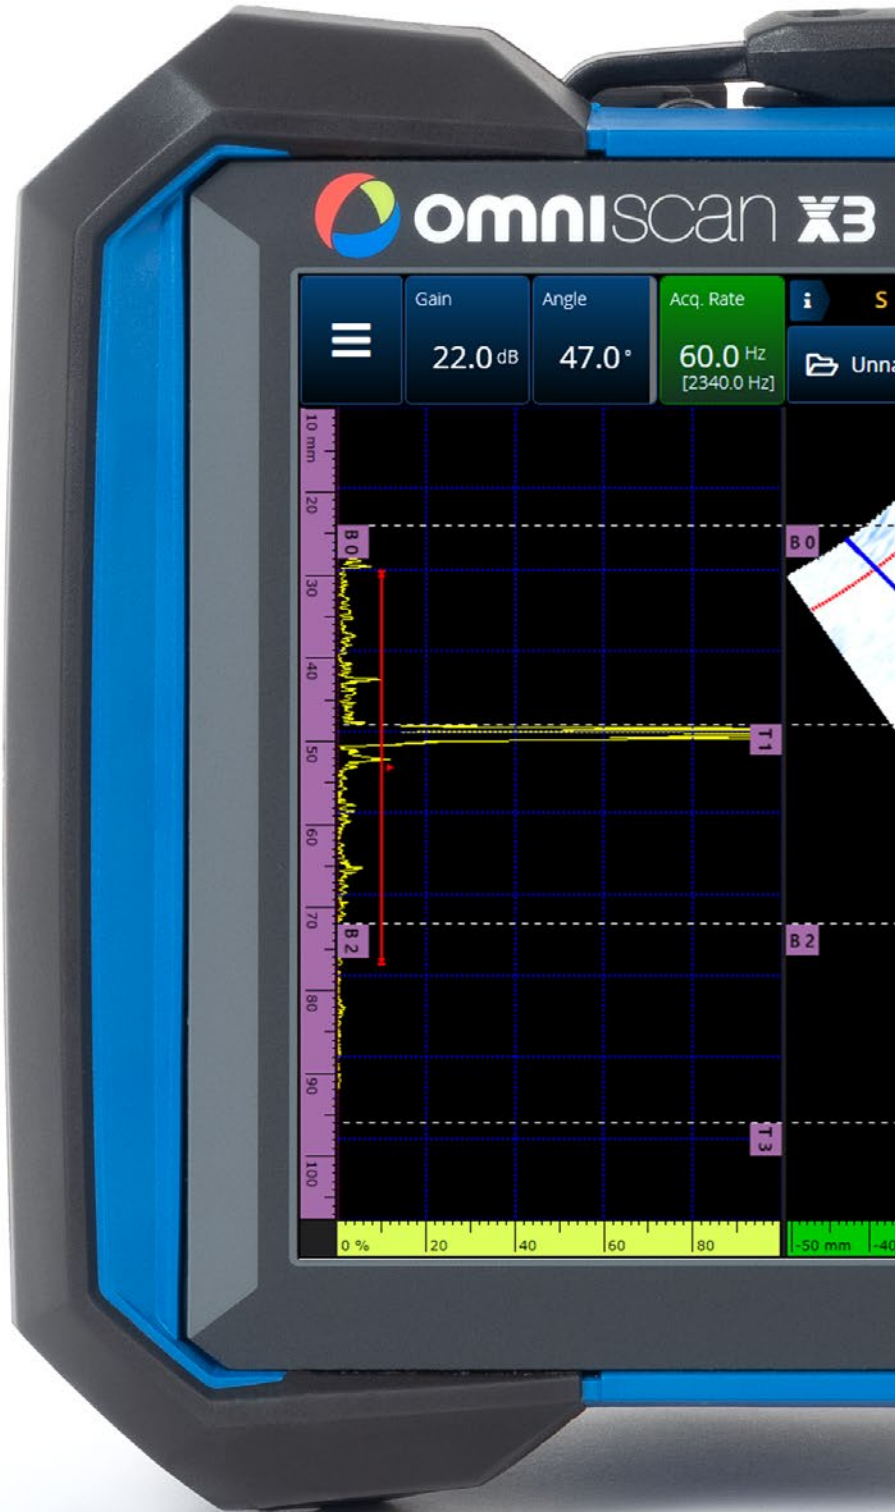 omniscan X3
Gain
22.0 dB
Angle
47.0°
Acq. Rate
60.0 Hz
[2340.0 Hz]
i
S
Unna
10 mm
20
30
40
50
60
70
80
90
100
B 0
B 2
T 1
T 3
B 0
B 2
0 %
20
40
60
80
-50 mm
-40